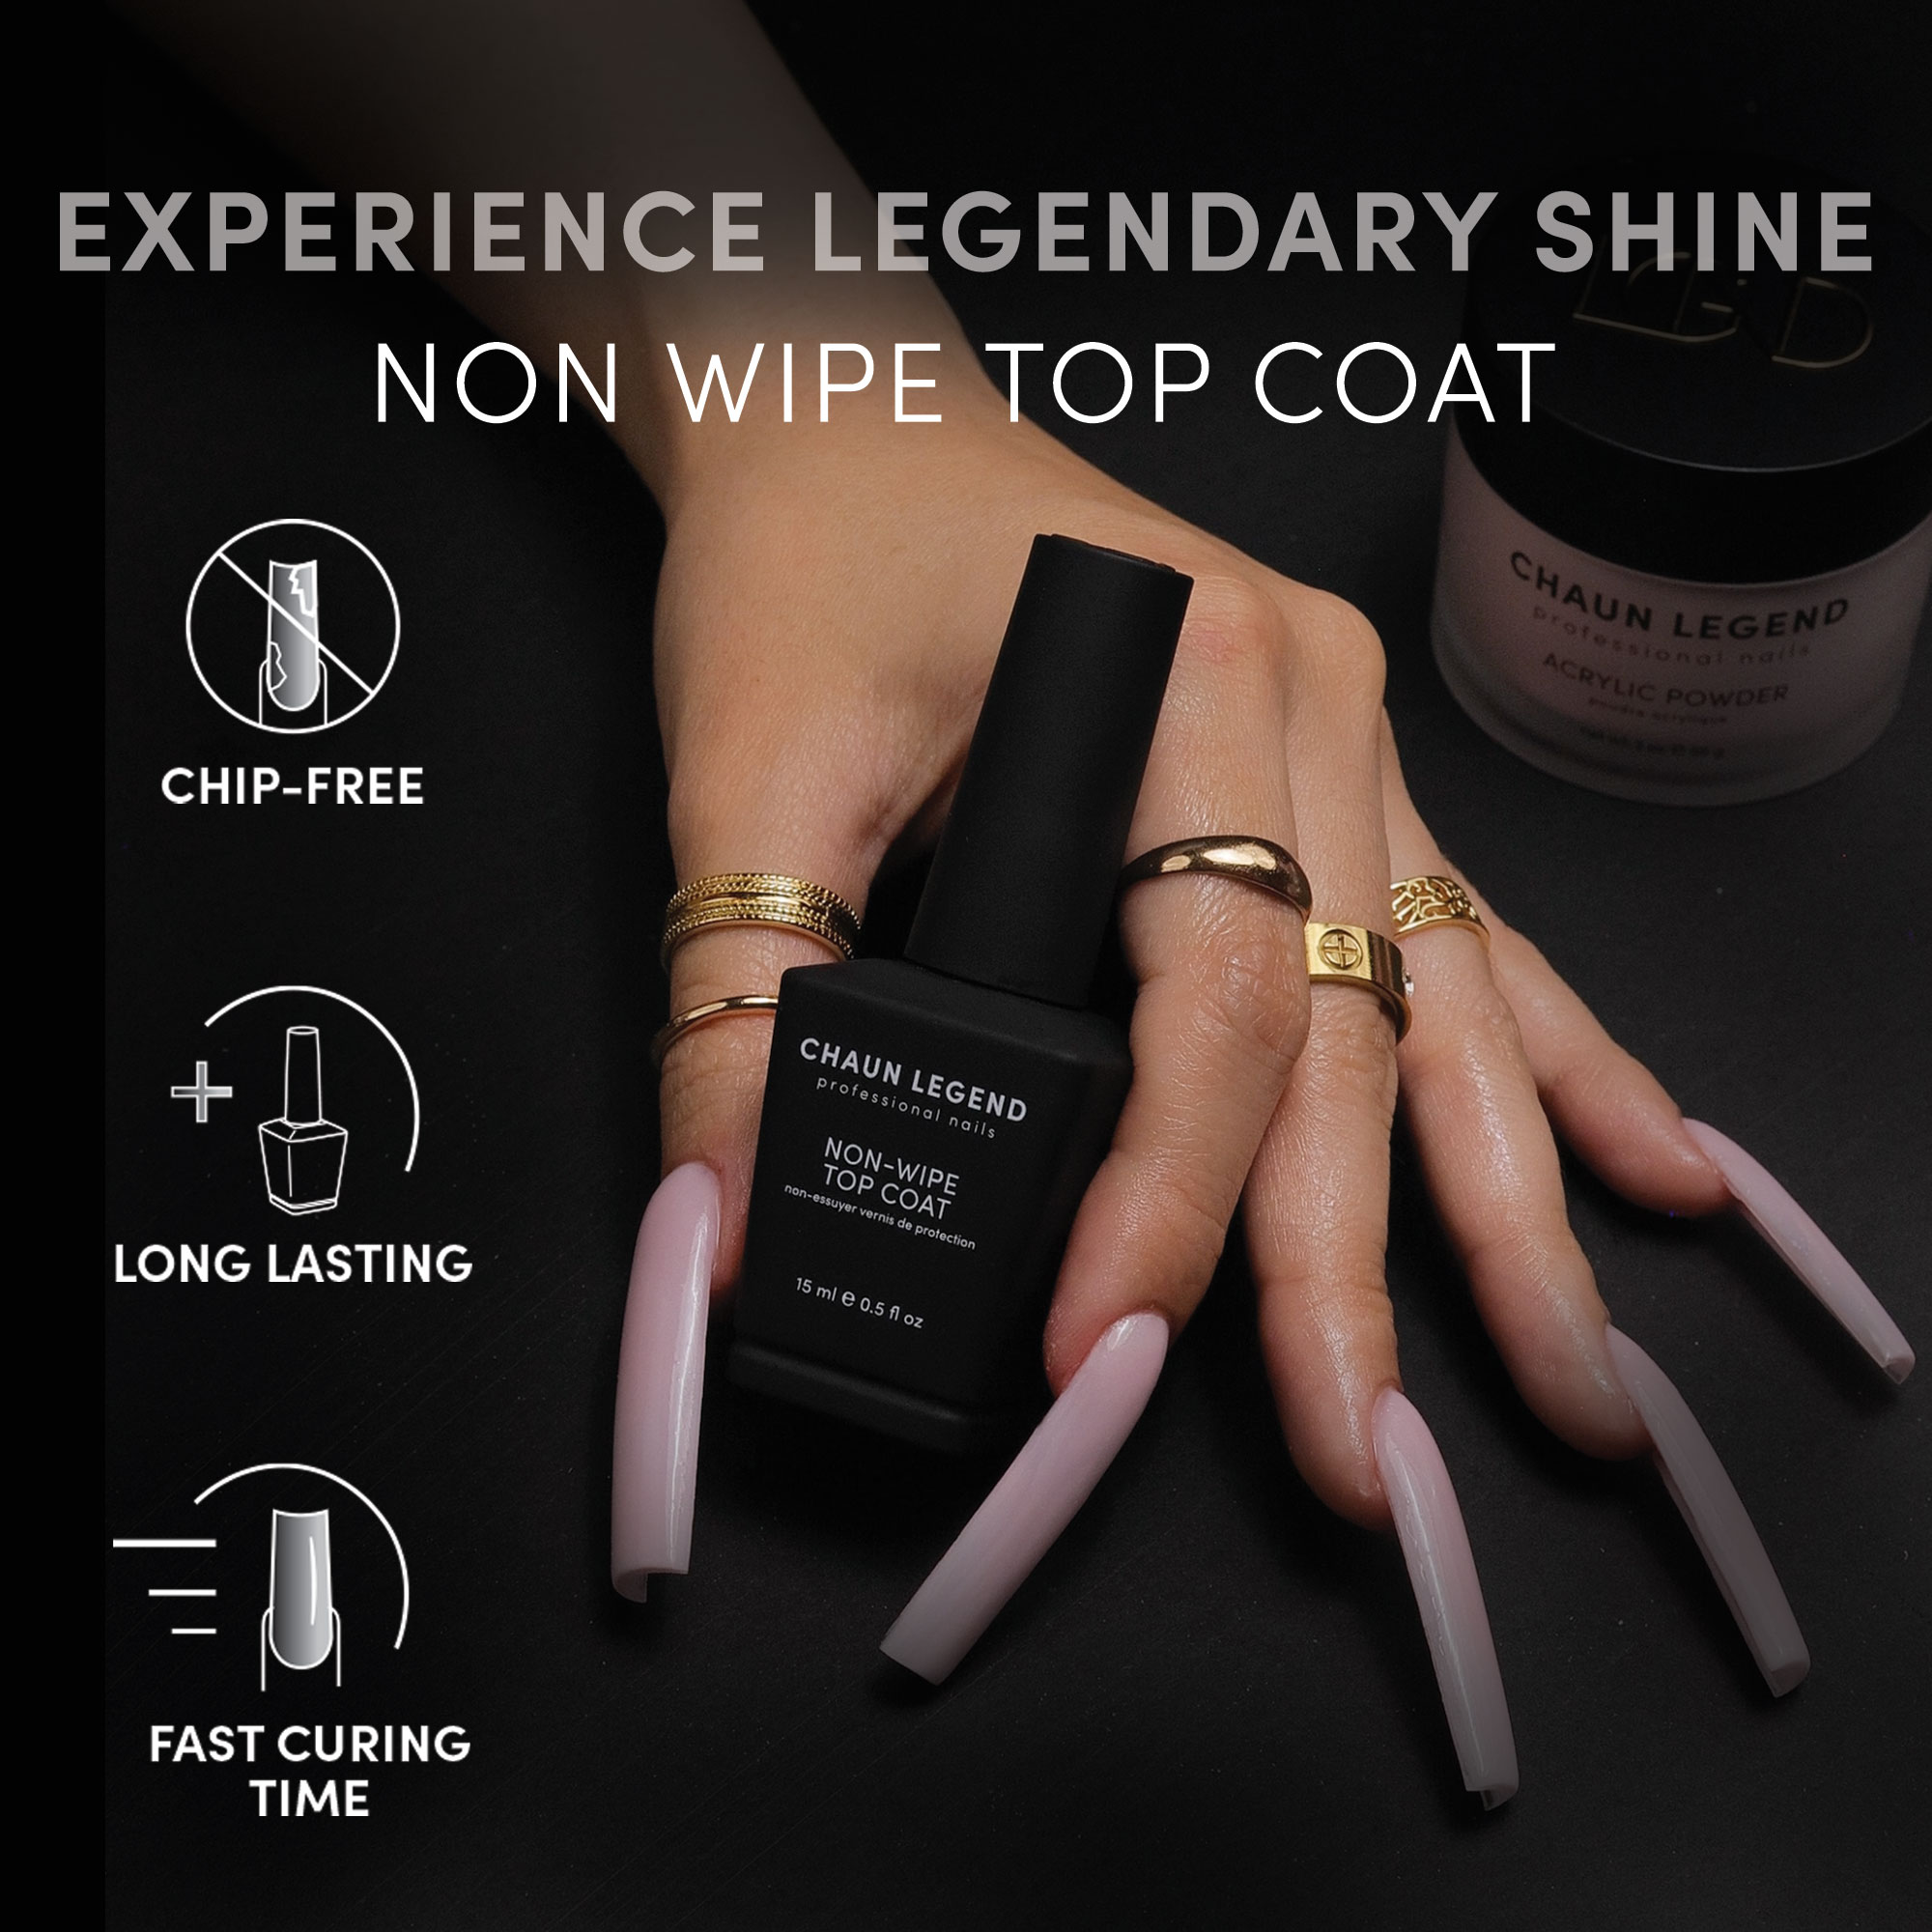 EXPERIENCE LEGENDARY SHINE
NON WIPE TOP COAT
CHIP-FREE
LONG LASTING
FAST CURING
TIME
CHAUN LEGEND
professional nails
NON-WIPE
TOP COAT
non-essuyer vernis de protection
15 ml e 0.5 fl oz
CHAUN LEGEND
professional nails
ACRYLIC POWDER
poudre acrylique